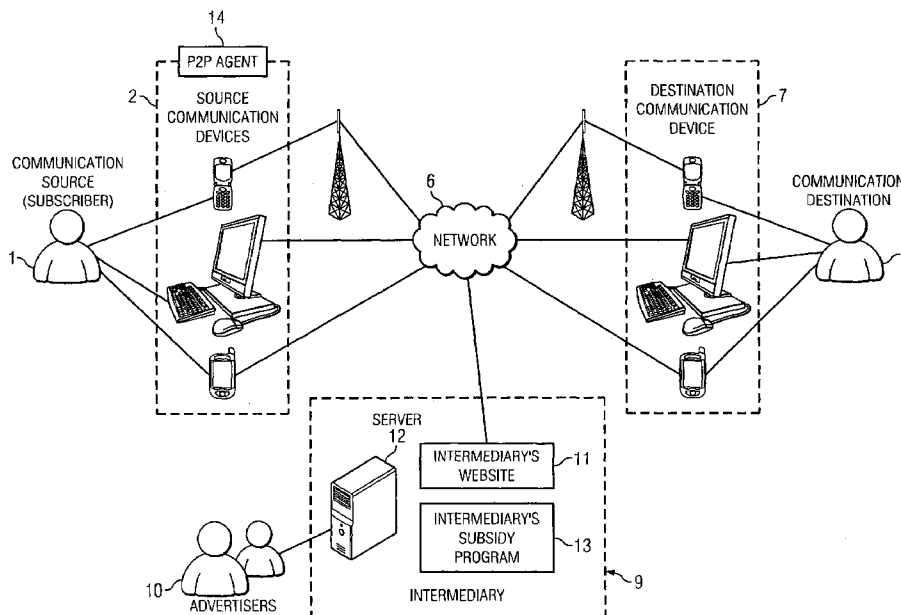 14
P2P AGENT
2
SOURCE
COMMUNICATION
DEVICES
DESTINATION
COMMUNICATION
DEVICE
7
COMMUNICATION
SOURCE
(SUBSCRIBER)
1
6
NETWORK
COMMUNICATION
DESTINATION
SERVER
12
INTERMEDIARY'S
WEBSITE
11
INTERMEDIARY'S
SUBSIDY
PROGRAM
13
10
ADVERTISERS
INTERMEDIARY
9